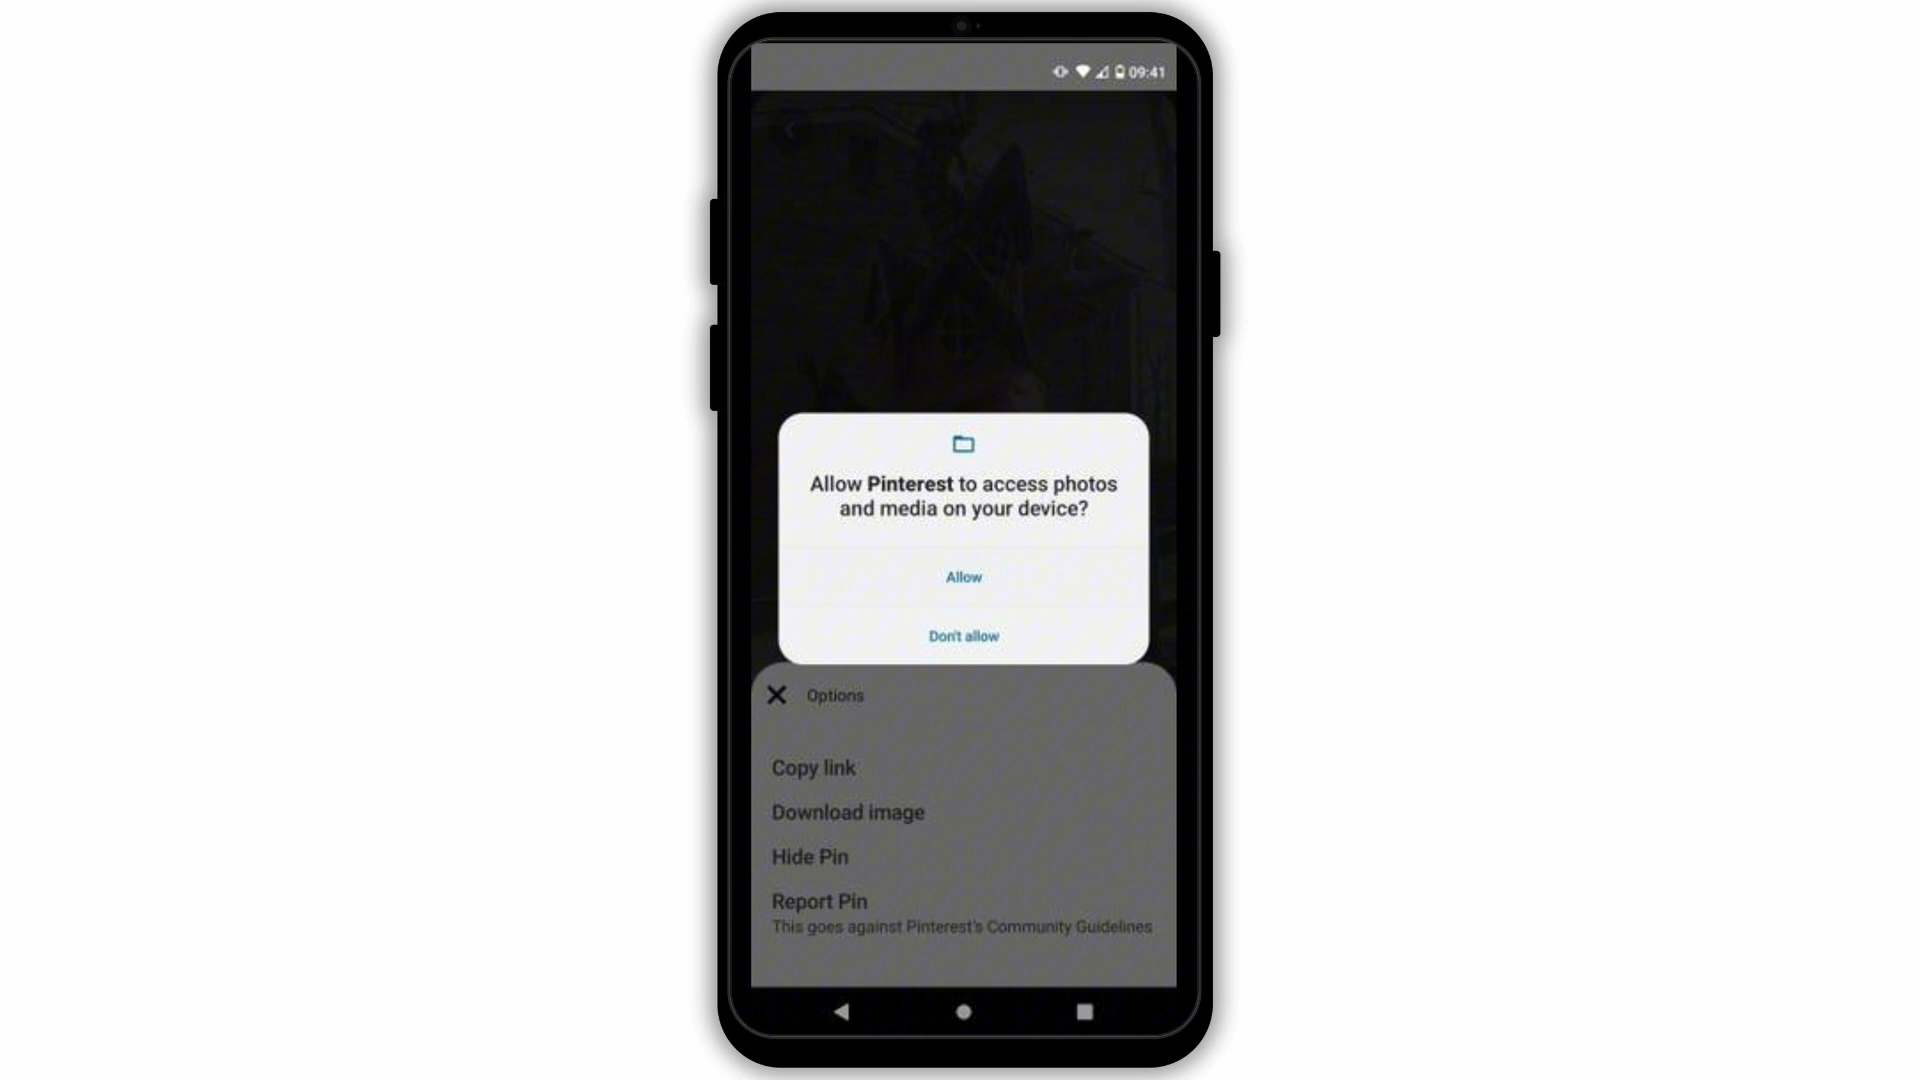 09:41
Allow Pinterest to access photos
and media on your device?
Allow
Don't allow
Options
Copy link
Download image
Hide Pin
Report Pin
This goes against Pinterest's Community Guidelines